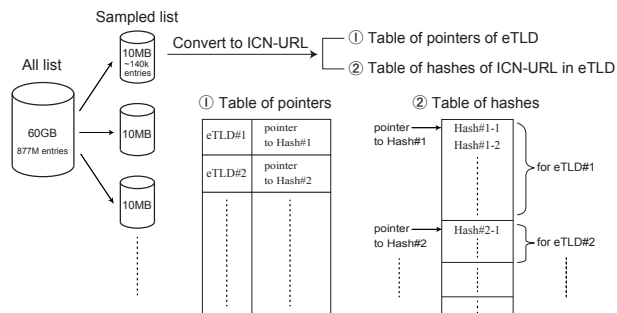 Sampled list
All list
10MB
~140k
entries
Convert to ICN-URL
① Table of pointers of eTLD
② Table of hashes of ICN-URL in eTLD
60GB
877M entries
10MB
10MB
① Table of pointers
eTLD#1
pointer
to Hash#1
eTLD#2
pointer
to Hash#2
② Table of hashes
pointer
to Hash#1
Hash#1-1
Hash#1-2
for eTLD#1
pointer
to Hash#2
Hash#2-1
for eTLD#2